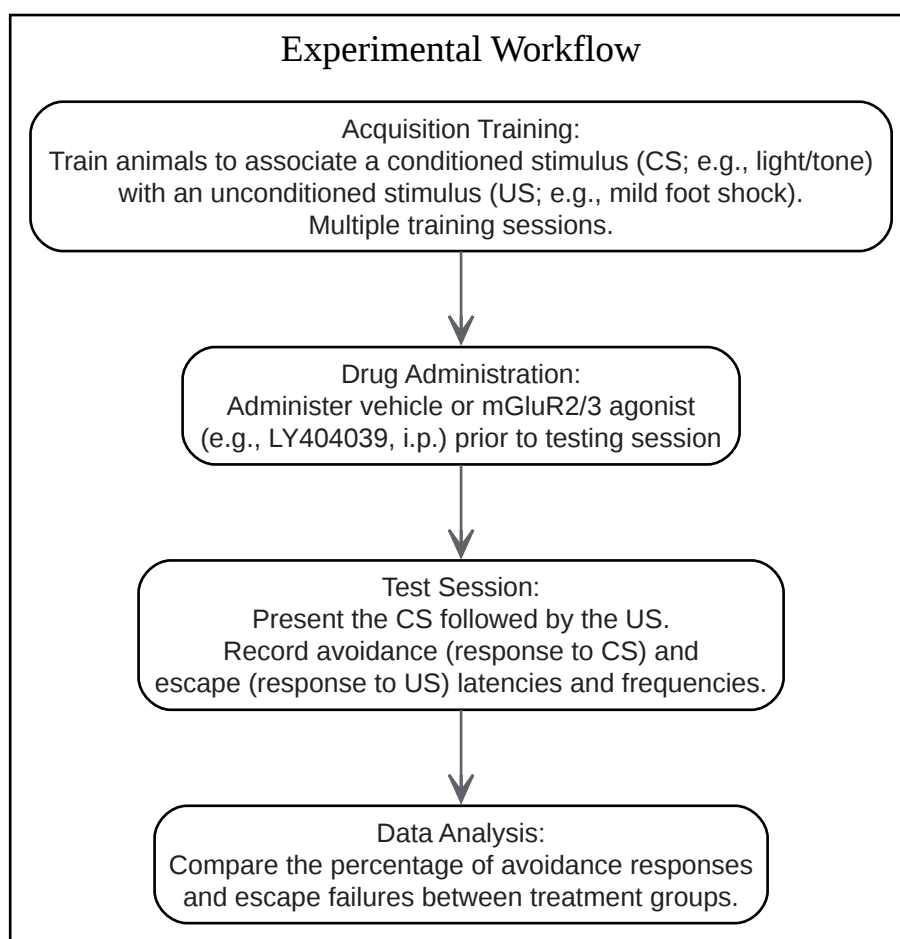 Experimental Workflow
Acquisition Training:
Train animals to associate a conditioned stimulus (CS; e.g., light/tone)
with an unconditioned stimulus (US; e.g., mild foot shock).
Multiple training sessions.
Drug Administration:
Administer vehicle or mGluR2/3 agonist
(e.g., LY404039, i.p.) prior to testing session
Test Session:
Present the CS followed by the US.
Record avoidance (response to CS) and
escape (response to US) latencies and frequencies.
Data Analysis:
Compare the percentage of avoidance responses
and escape failures between treatment groups.